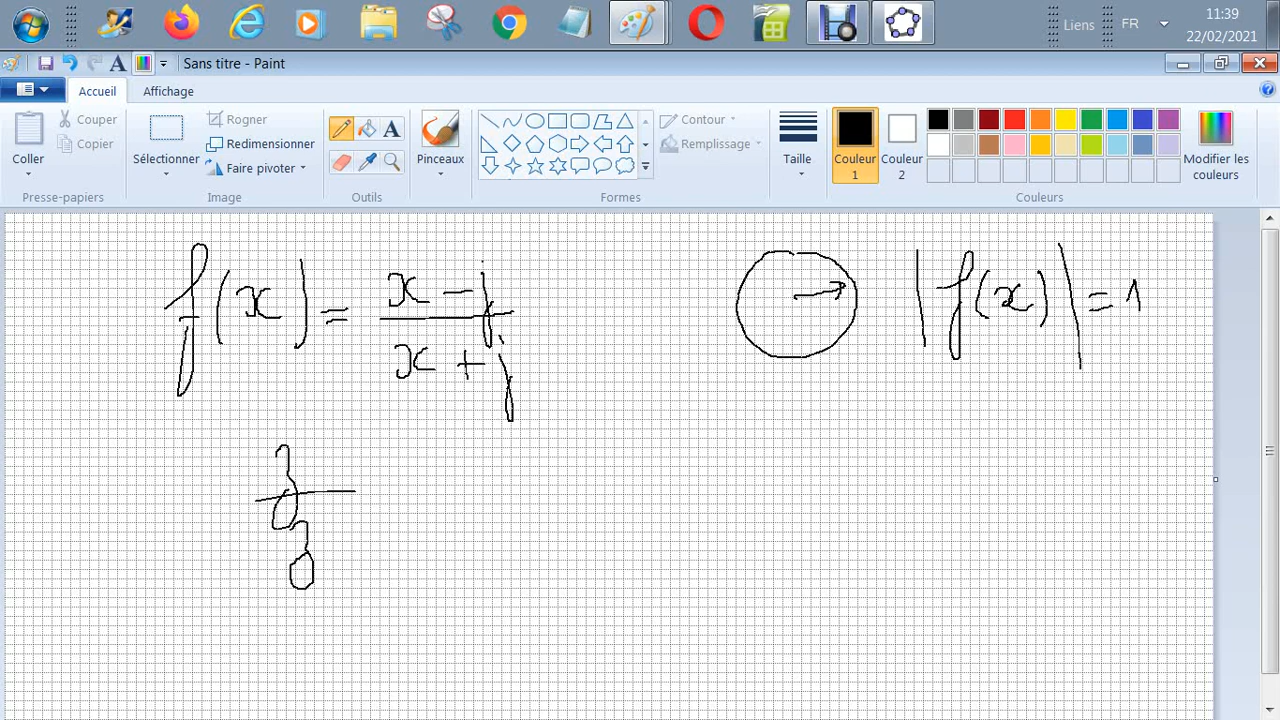 Liens FR 11:39
22/02/2021
Sans titre - Paint
Accueil Affichage
Coller
Couper
Copier
Presse-papiers
Sélectionner
Rogner
Redimensionner
Faire pivoter
Image
A
Outils
Pinceaux
Contour
Remplissage
Formes
Taille
Couleur
1
Couleur
2
Modifier les
couleurs
Couleurs
f(x) = (x - j)/(x + j)
|f(x)| = 1
z/z